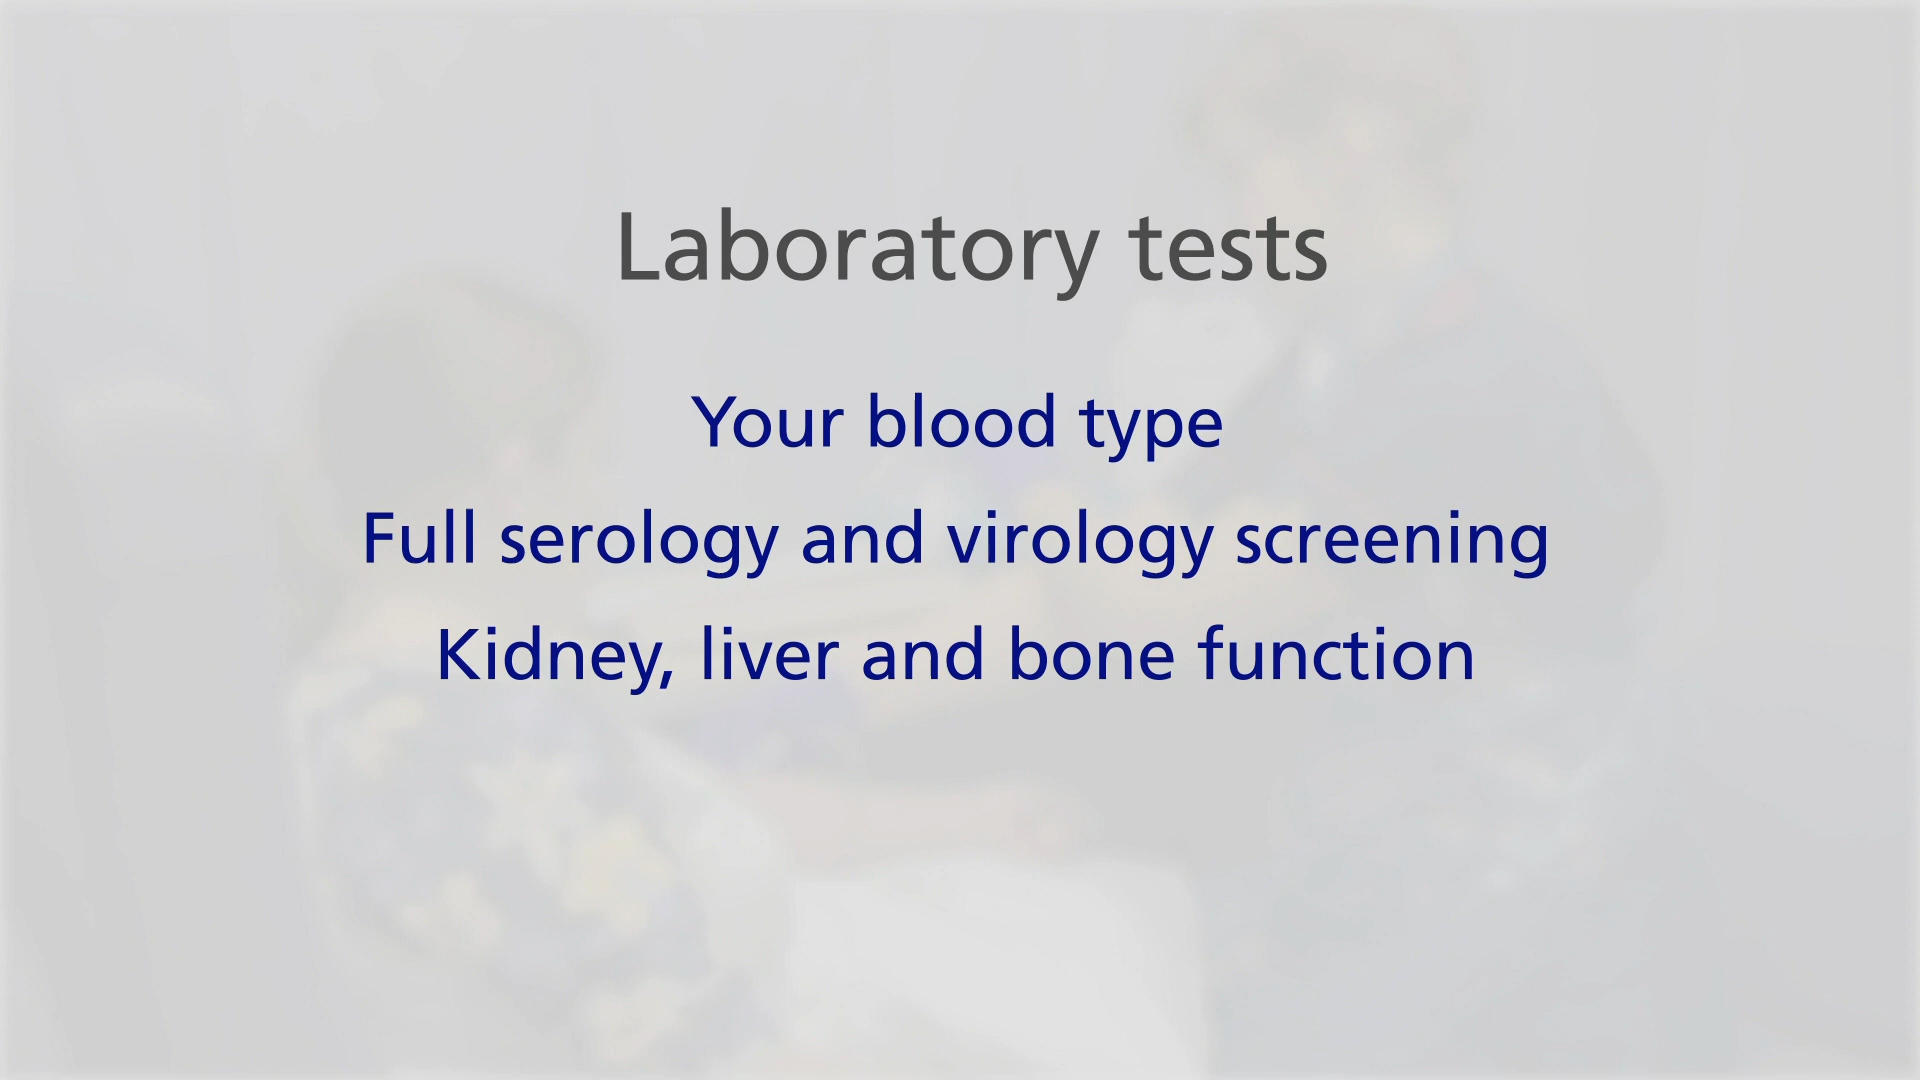 Laboratory tests
Your blood type
Full serology and virology screening
Kidney, liver and bone function